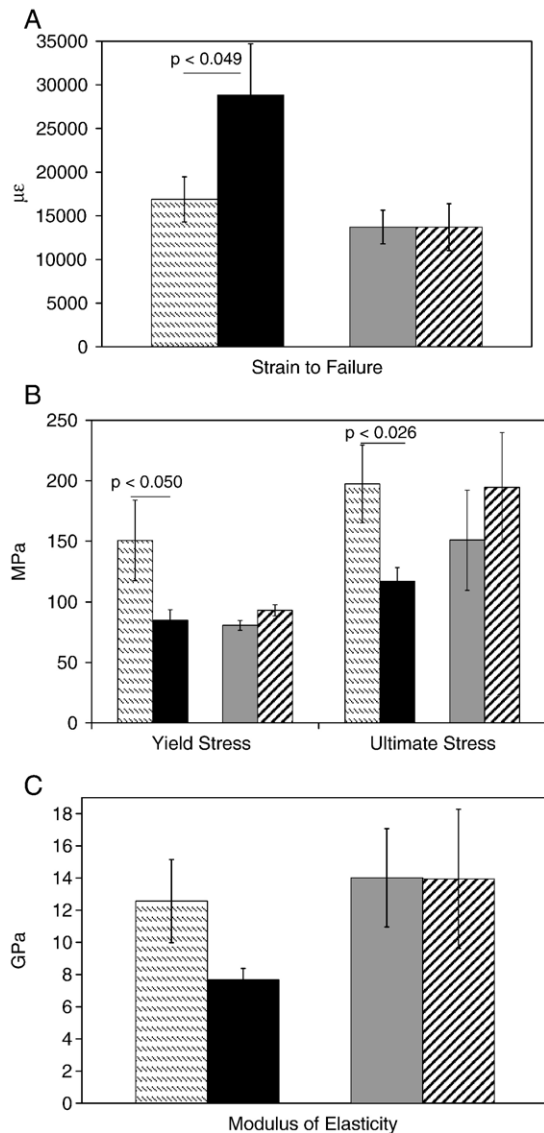 A
35000
30000
25000
20000
15000
10000
5000
0
με
p < 0.049
Strain to Failure
B
250
200
150
100
50
0
MPa
p < 0.050
p < 0.026
Yield Stress
Ultimate Stress
C
18
16
14
12
10
8
6
4
2
0
GPa
Modulus of Elasticity